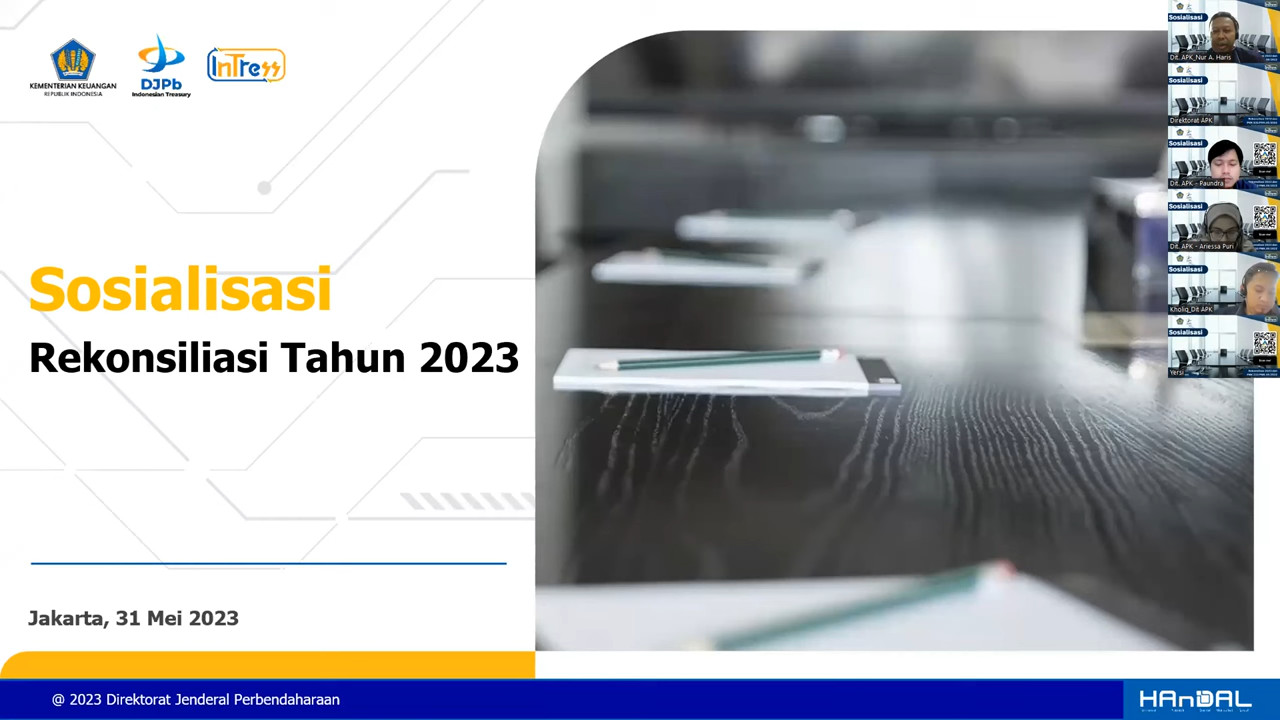 KEMENTERIAN KEUANGAN
REPUBLIK INDONESIA
DJPb
Indonesian Treasury
InTress
Sosialisasi
Rekonsiliasi Tahun 2023
Jakarta, 31 Mei 2023
@ 2023 Direktorat Jenderal Perbendaharaan
HAnDAL
Sosialisasi
Dit. APK_Nur A. Haris
Sosialisasi
Direktorat APK
Sosialisasi
Dit. APK - Paundra
Sosialisasi
Dit. APK - Ariessa Puri
Sosialisasi
Kholiq_Dit APK
Sosialisasi
Yersi